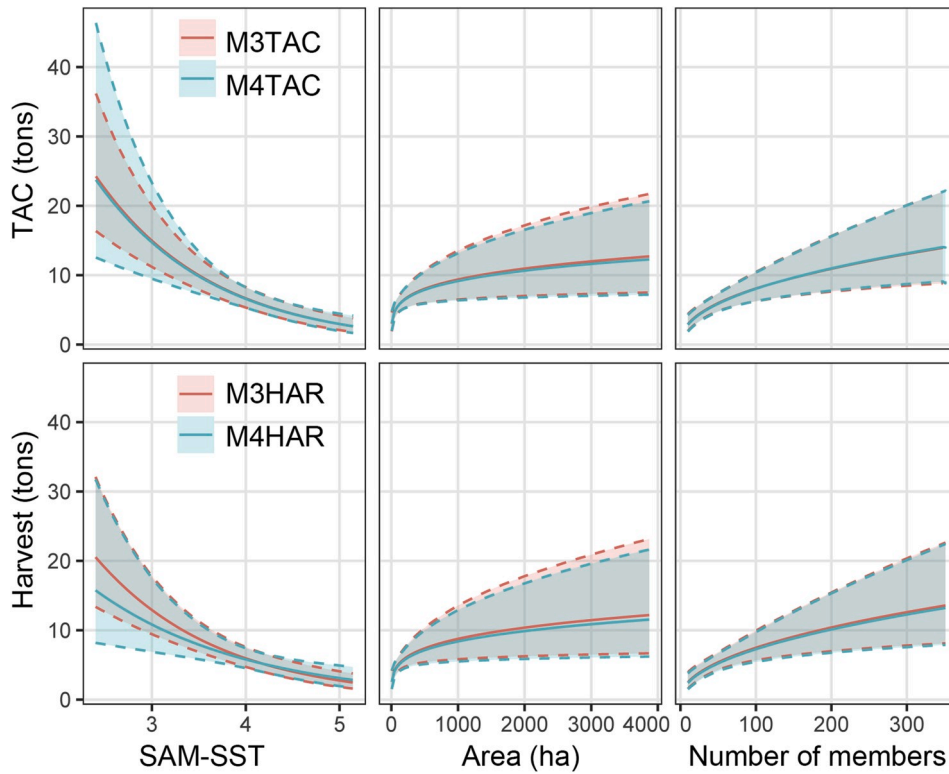 M3TAC
M4TAC
TAC (tons)
40
30
20
10
0
M3HAR
M4HAR
Harvest (tons)
40
30
20
10
0
3 4 5
0 1000 2000 3000 4000
0 100 200 300
SAM-SST
Area (ha)
Number of members